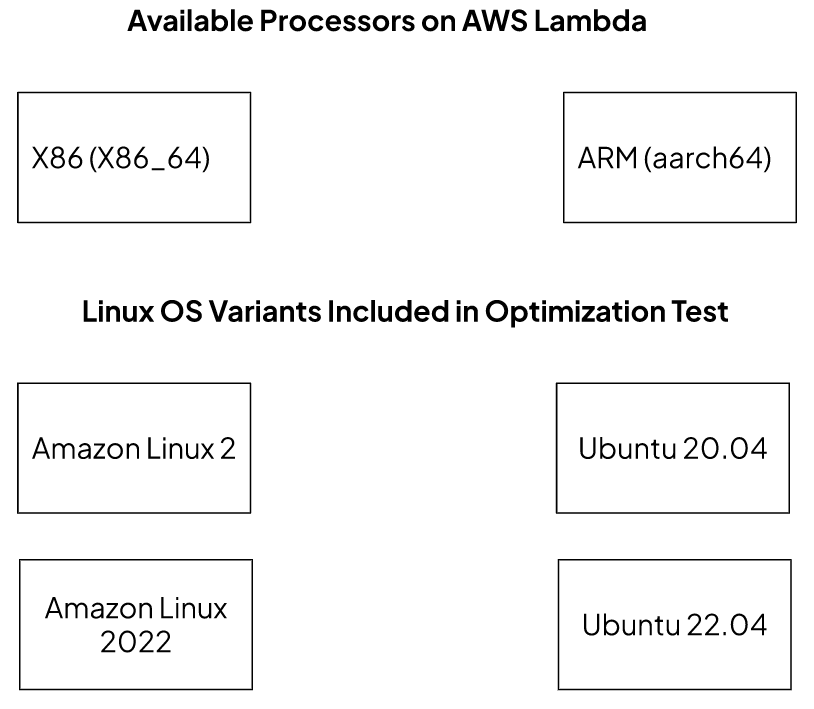 Available Processors on AWS Lambda
X86 (X86_64)
ARM (aarch64)
Linux OS Variants Included in Optimization Test
Amazon Linux 2
Ubuntu 20.04
Amazon Linux
2022
Ubuntu 22.04